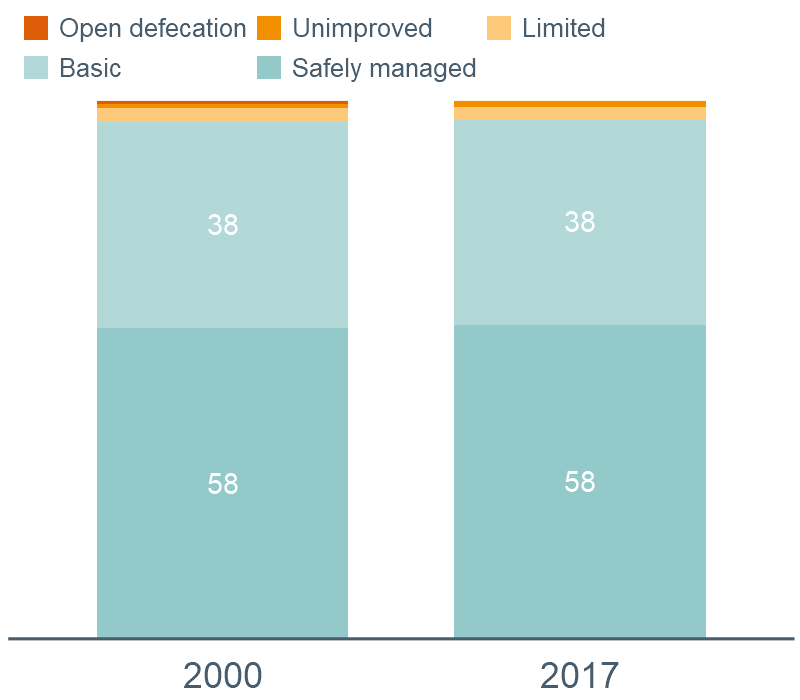 Open defecation Unimproved Limited
Basic Safely managed
38 38
58 58
2000 2017